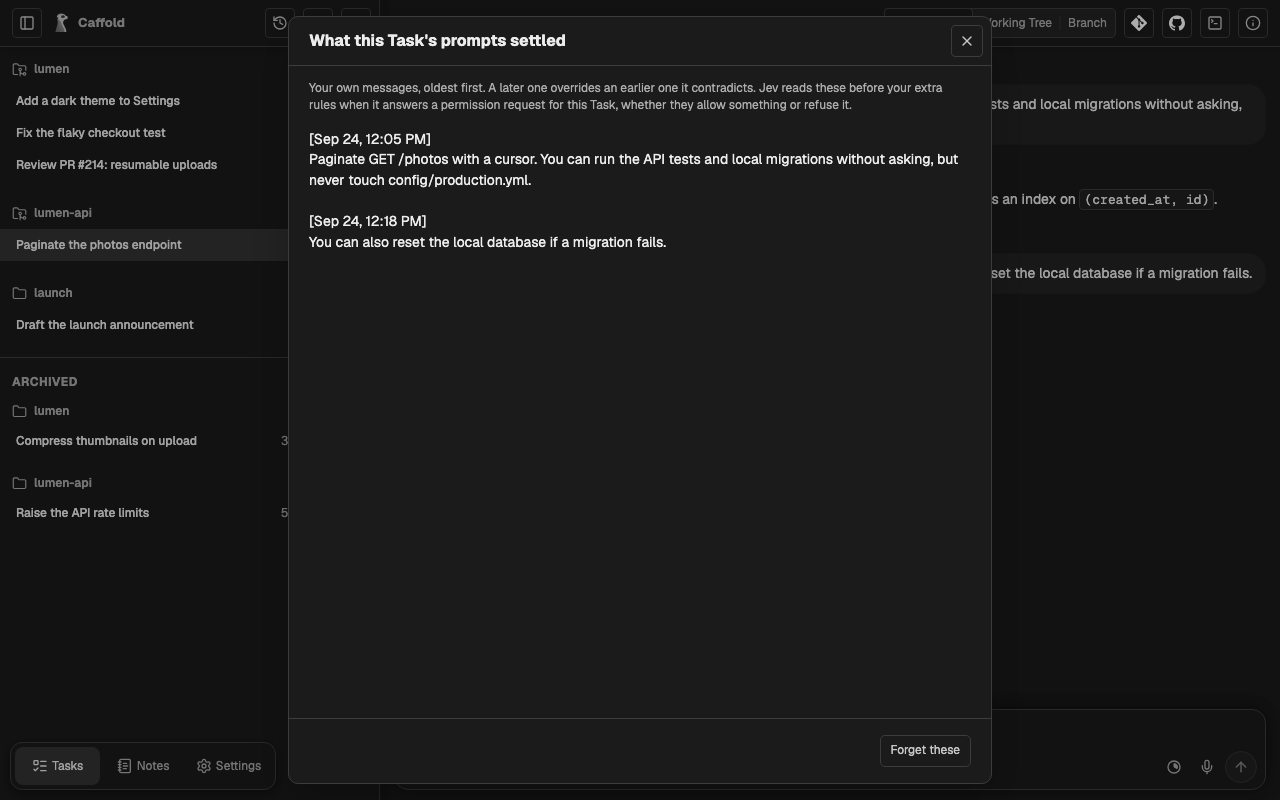 Caffold
lumen
Add a dark theme to Settings
Fix the flaky checkout test
Review PR #214: resumable uploads
lumen-api
Paginate the photos endpoint
launch
Draft the launch announcement
ARCHIVED
lumen
Compress thumbnails on upload
3
lumen-api
Raise the API rate limits
5
Tasks
Notes
Settings
What this Task's prompts settled
Your own messages, oldest first. A later one overrides an earlier one it contradicts. Jev reads these before your extra
rules when it answers a permission request for this Task, whether they allow something or refuse it.
[Sep 24, 12:05 PM]
Paginate GET /photos with a cursor. You can run the API tests and local migrations without asking, but
never touch config/production.yml.
[Sep 24, 12:18 PM]
You can also reset the local database if a migration fails.
Forget these
Tree
Branch
and local migrations without asking,
an index on (created_at, id).
the local database if a migration fails.